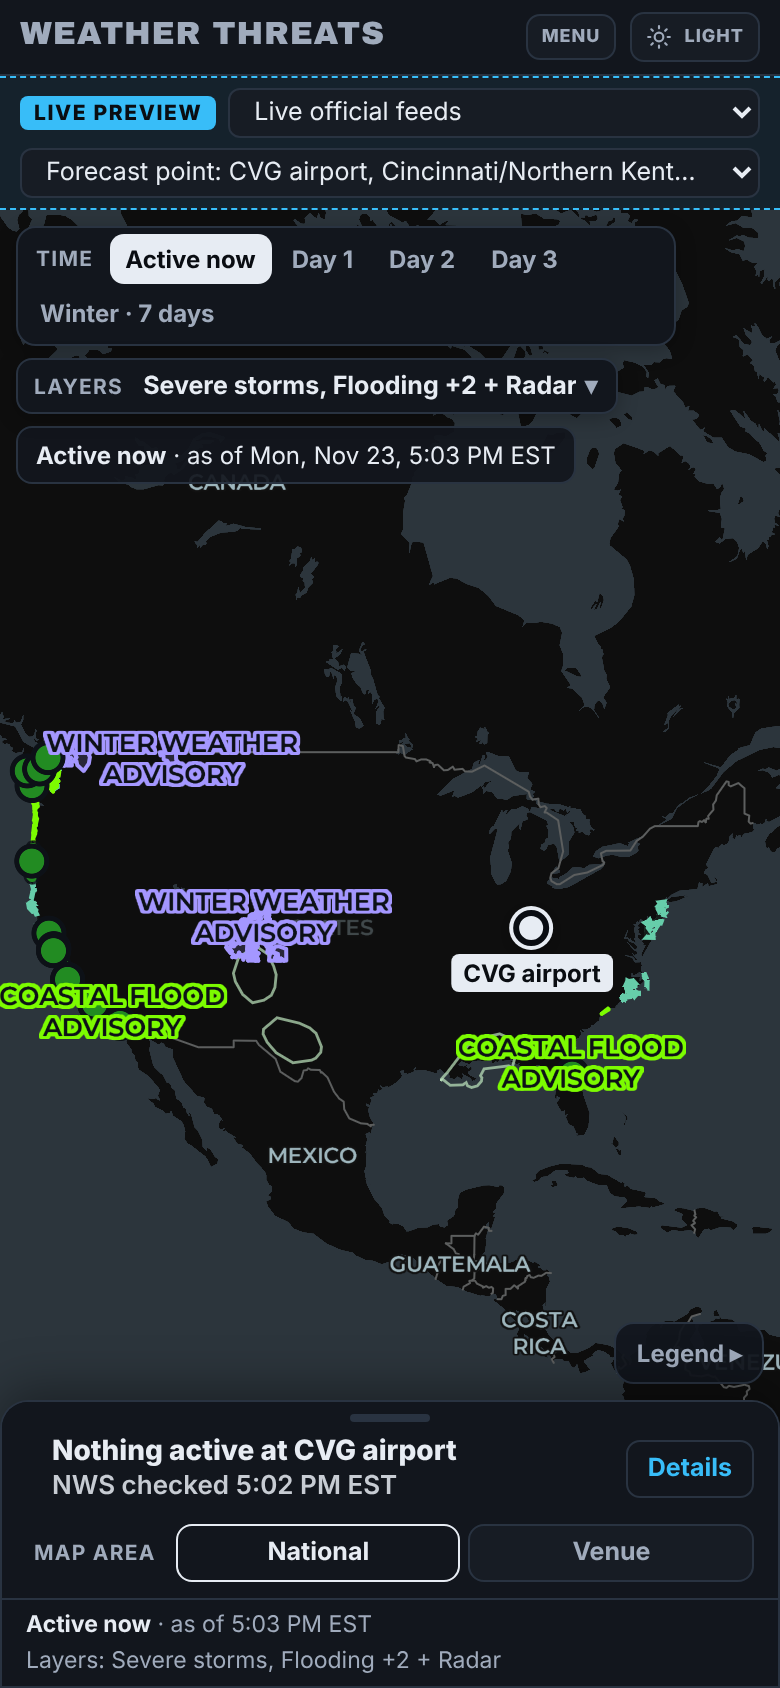 WEATHER THREATS
MENU
LIGHT
LIVE PREVIEW
Live official feeds
Forecast point: CVG airport, Cincinnati/Northern Kent...
TIME
Active now
Day 1
Day 2
Day 3
Winter · 7 days
LAYERS Severe storms, Flooding +2 + Radar ▾
Active now · as of Mon, Nov 23, 5:03 PM EST
CANADA
WINTER WEATHER
ADVISORY
WINTER WEATHER
ADVISORY
TES
CVG airport
COASTAL FLOOD
ADVISORY
COASTAL FLOOD
ADVISORY
MEXICO
GUATEMALA
COSTA
RICA
Legend ▸
Nothing active at CVG airport
NWS checked 5:02 PM EST
Details
MAP AREA
National
Venue
Active now · as of 5:03 PM EST
Layers: Severe storms, Flooding +2 + Radar